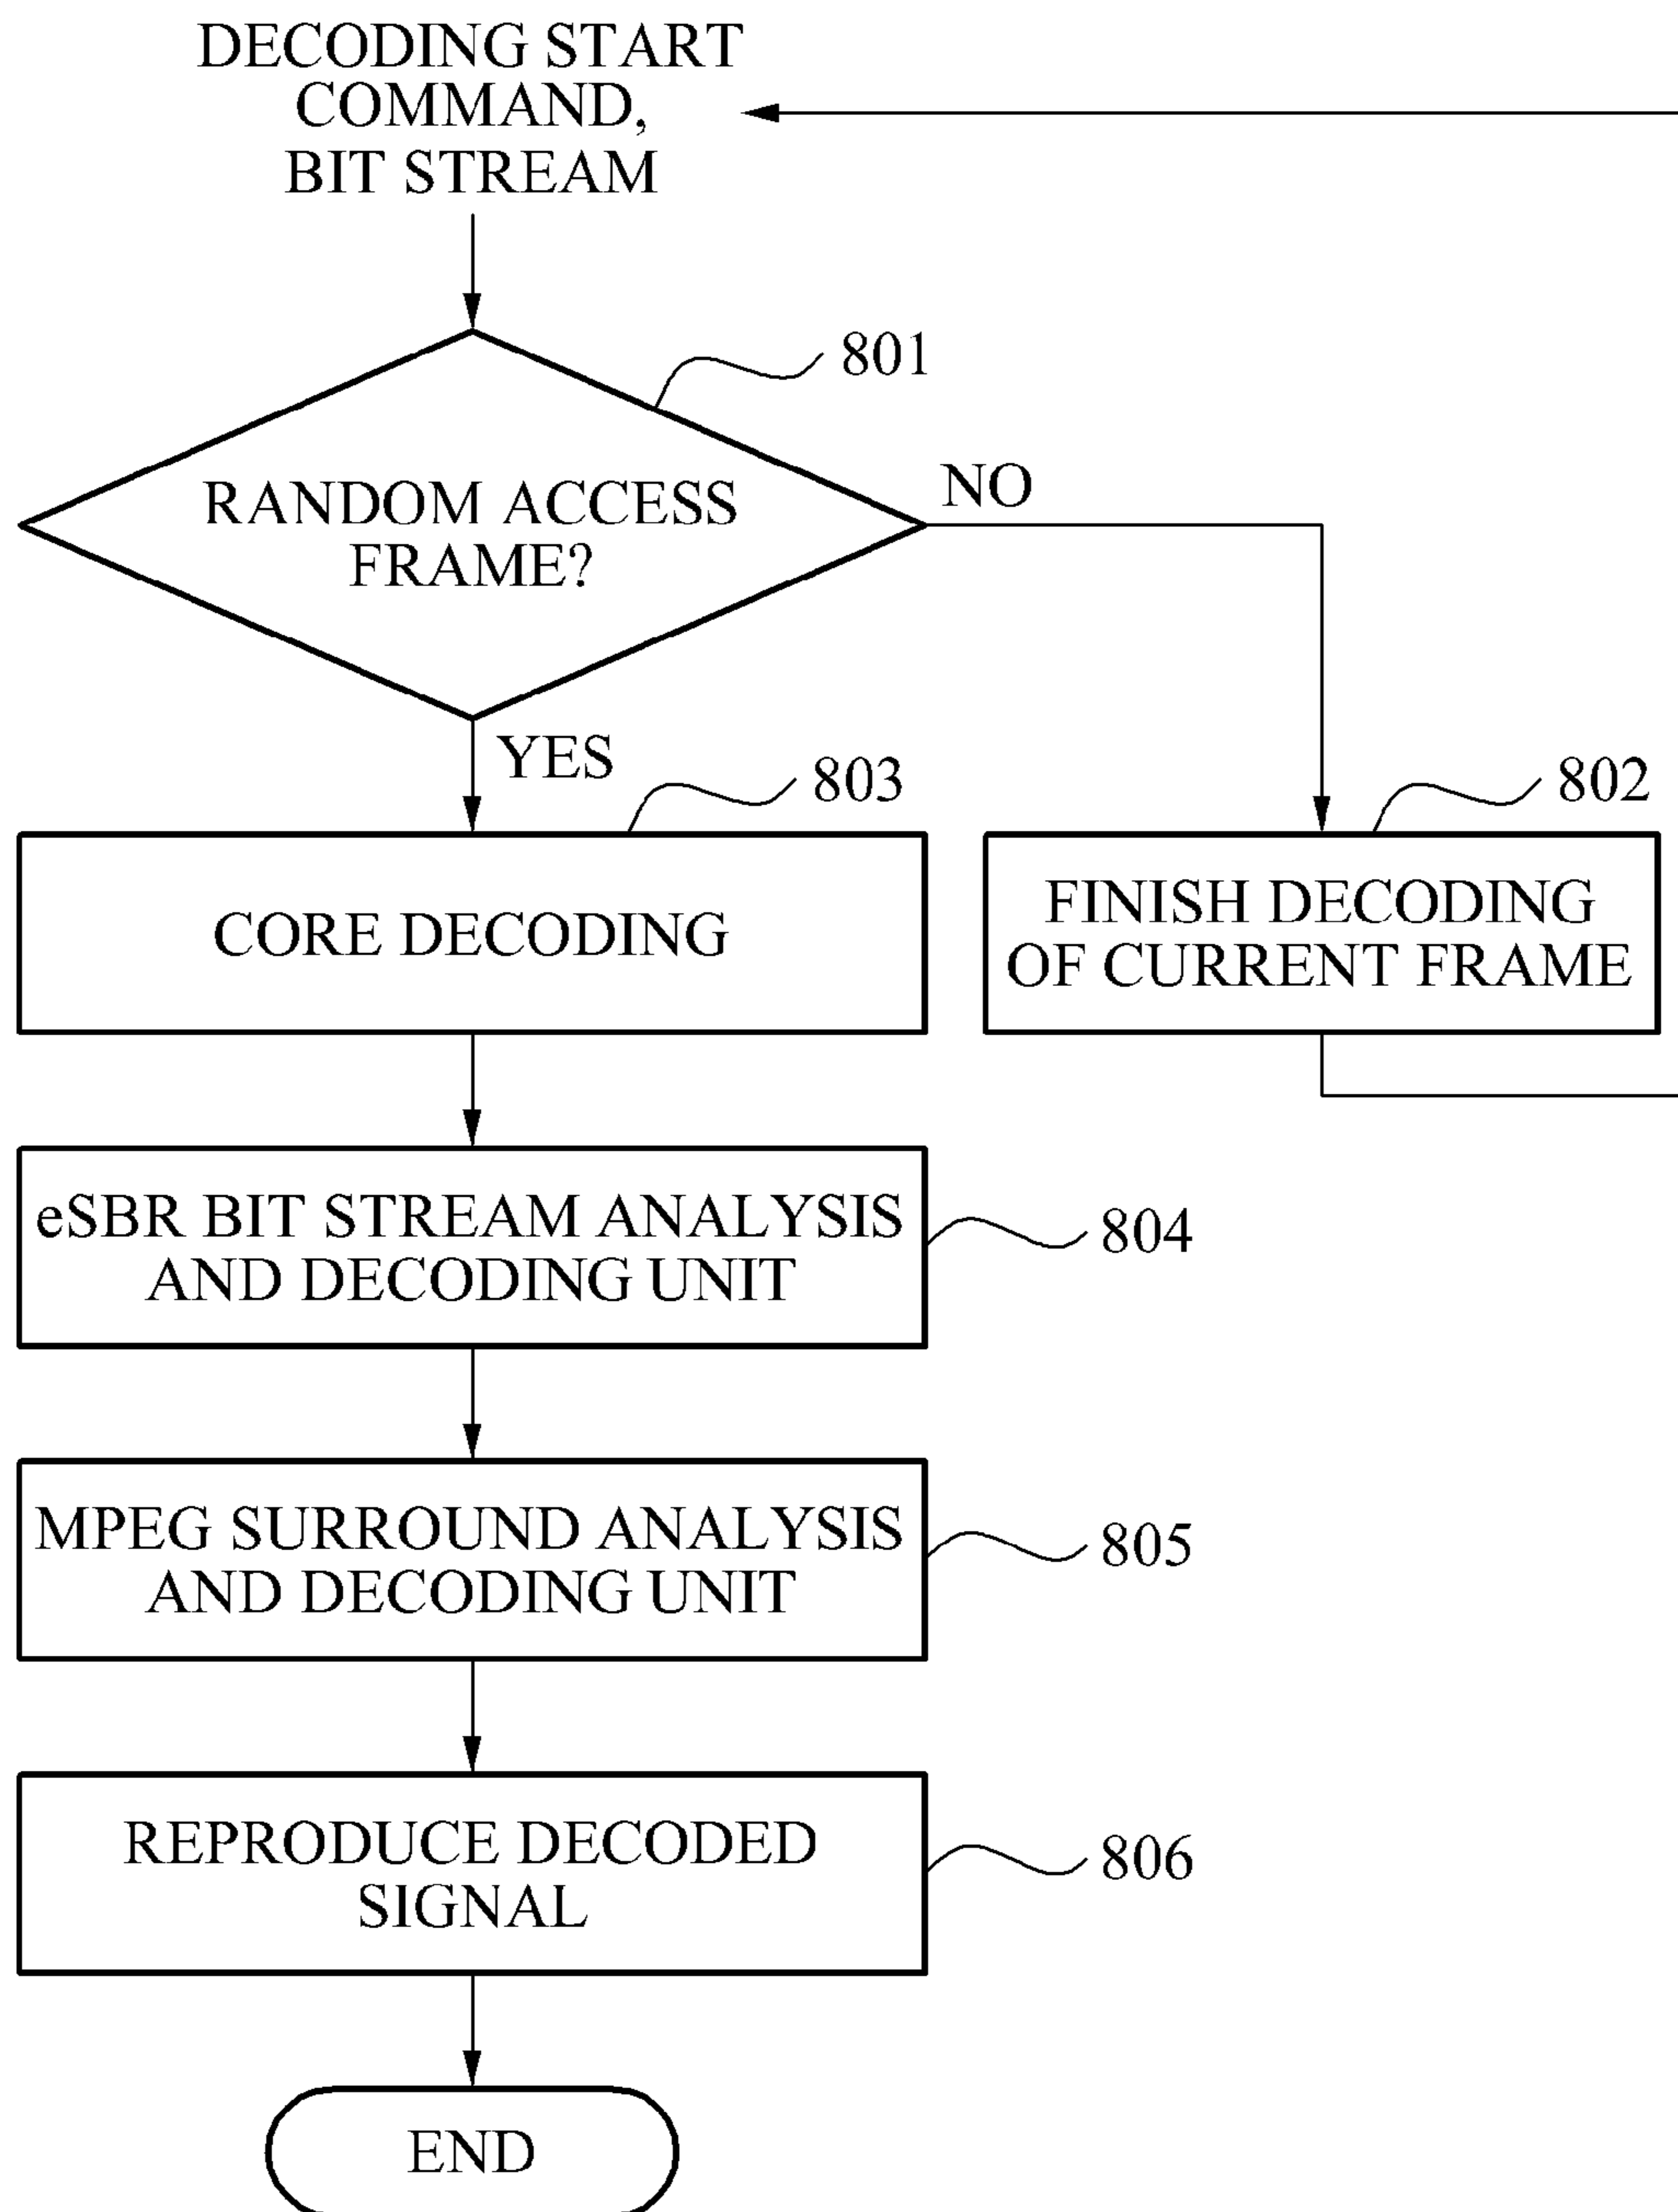 DECODING START
COMMAND,
BIT STREAM
801
RANDOM ACCESS
FRAME?
NO
YES
803
802
CORE DECODING
FINISH DECODING
OF CURRENT FRAME
eSBR BIT STREAM ANALYSIS
AND DECODING UNIT
804
MPEG SURROUND ANALYSIS
AND DECODING UNIT
805
REPRODUCE DECODED
SIGNAL
806
END